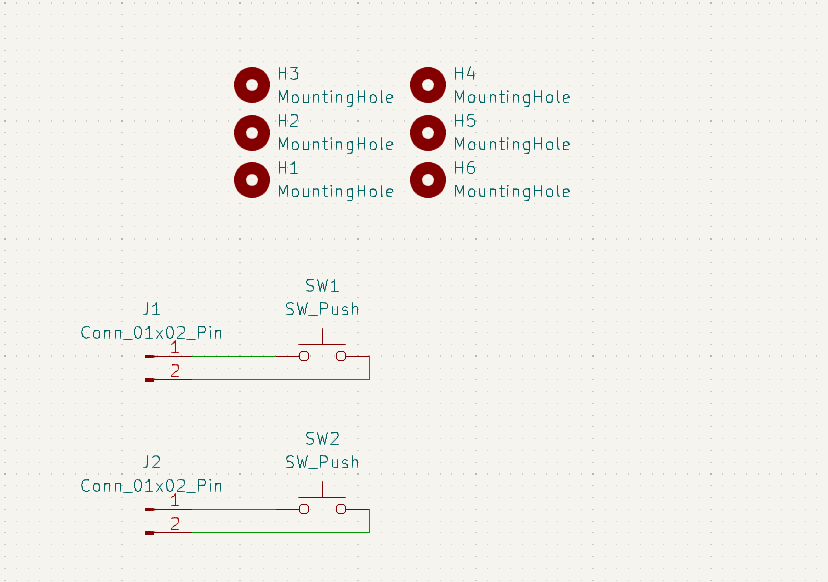 H3
MountingHole
H4
MountingHole
H2
MountingHole
H5
MountingHole
H1
MountingHole
H6
MountingHole
SW1
SW_Push
J1
Conn_01x02_Pin
1
2
SW2
SW_Push
J2
Conn_01x02_Pin
1
2